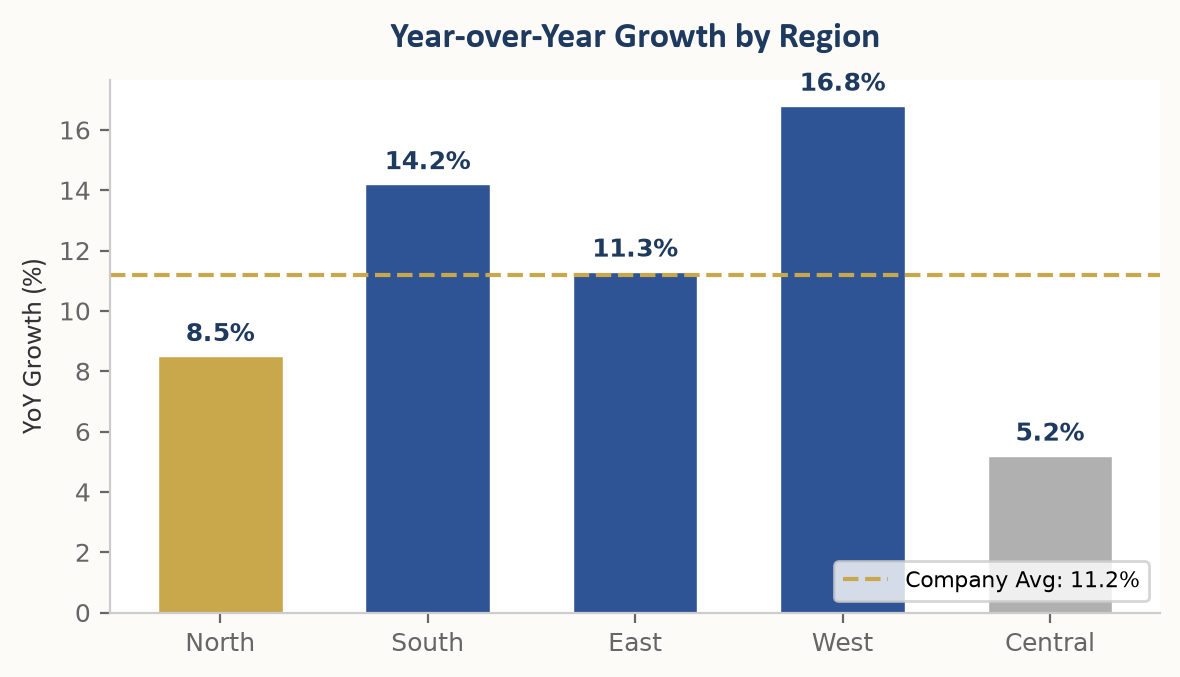 Year-over-Year Growth by Region
YoY Growth (%)
16
14
12
10
8
6
4
2
0
8.5%
14.2%
11.3%
16.8%
5.2%
Company Avg: 11.2%
North
South
East
West
Central